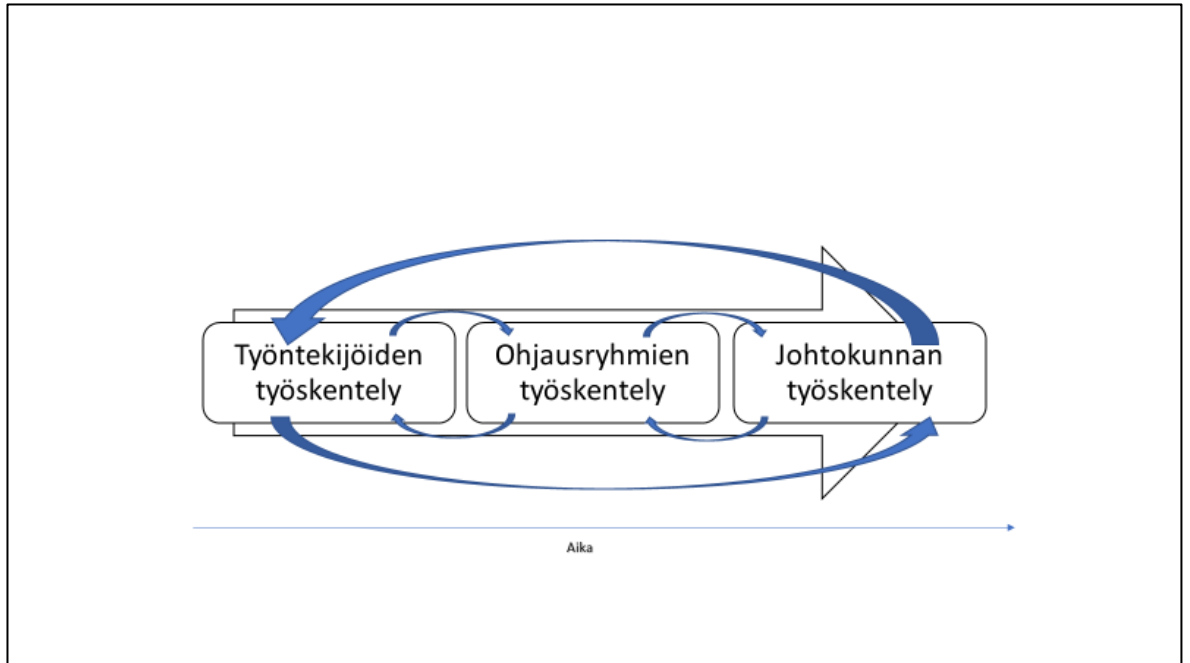 Työntekijöiden
työskentely
Ohjausryhmien
työskentely
Johtokunnan
työskentely
Aika